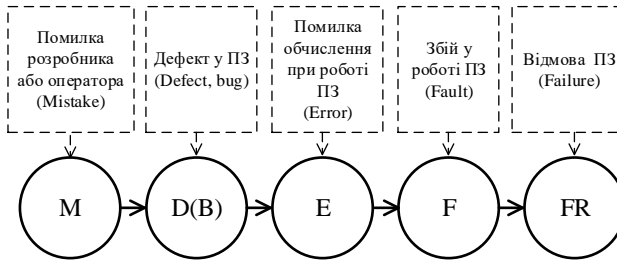 Помилка
розробника
або оператора
(Mistake)
Дефект у ПЗ
(Defect, bug)
Помилка
обчислення
при роботі
ПЗ
(Error)
Збій у
роботі ПЗ
(Fault)
Відмова ПЗ
(Failure)
M
D(B)
E
F
FR